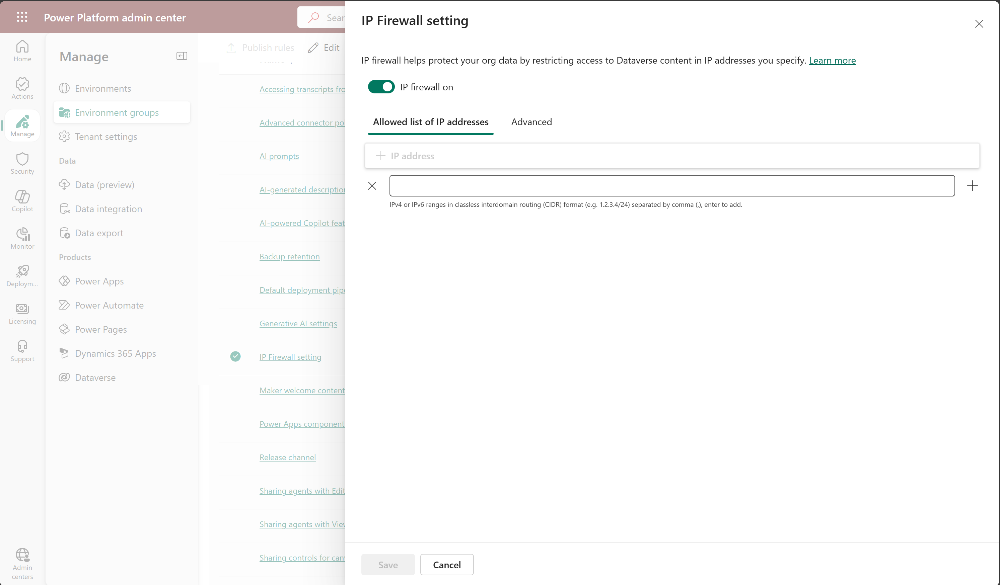 Power Platform admin center
Sear
Home
Actions
Manage
Security
Copilot
Monitor
Deploym...
Licensing
Support
Admin
centers
Manage
Environments
Environment groups
Tenant settings
Data
Data (preview)
Data integration
Data export
Products
Power Apps
Power Automate
Power Pages
Dynamics 365 Apps
Dataverse
Publish rules
Edit
Accessing transcripts fro
Advanced connector pol
AI prompts
AI-generated description
AI-powered Copilot feat
Backup retention
Default deployment pipe
Generative AI settings
IP Firewall setting
Maker welcome content
Power Apps component
Release channel
Sharing agents with Edit
Sharing agents with View
Sharing controls for canv
IP Firewall setting
IP firewall helps protect your org data by restricting access to Dataverse content in IP addresses you specify. Learn more
IP firewall on
Allowed list of IP addresses
Advanced
IP address
IPv4 or IPv6 ranges in classless interdomain routing (CIDR) format (e.g. 1.2.3.4/24) separated by comma (,), enter to add.
Save
Cancel